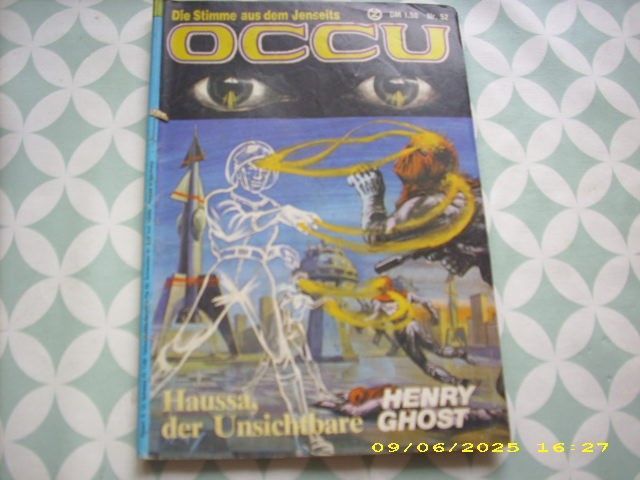 Die Stimme aus dem Jenseits
DM 1,50 Nr. 52
OCCU
Haussa,
der Unsichtbare
HENRY
GHOST
09/06/2025 16:27